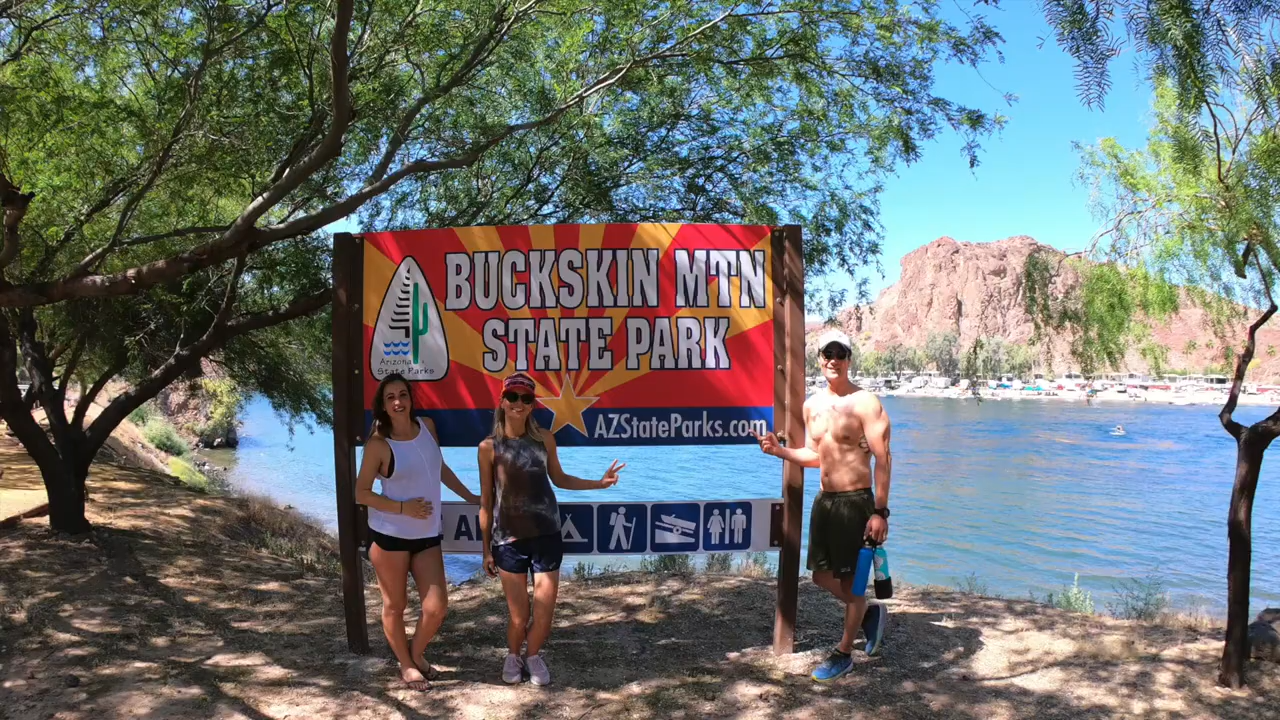 BUCKSKIN MTN
STATE PARK
Arizona
State Parks
AZStateParks.com